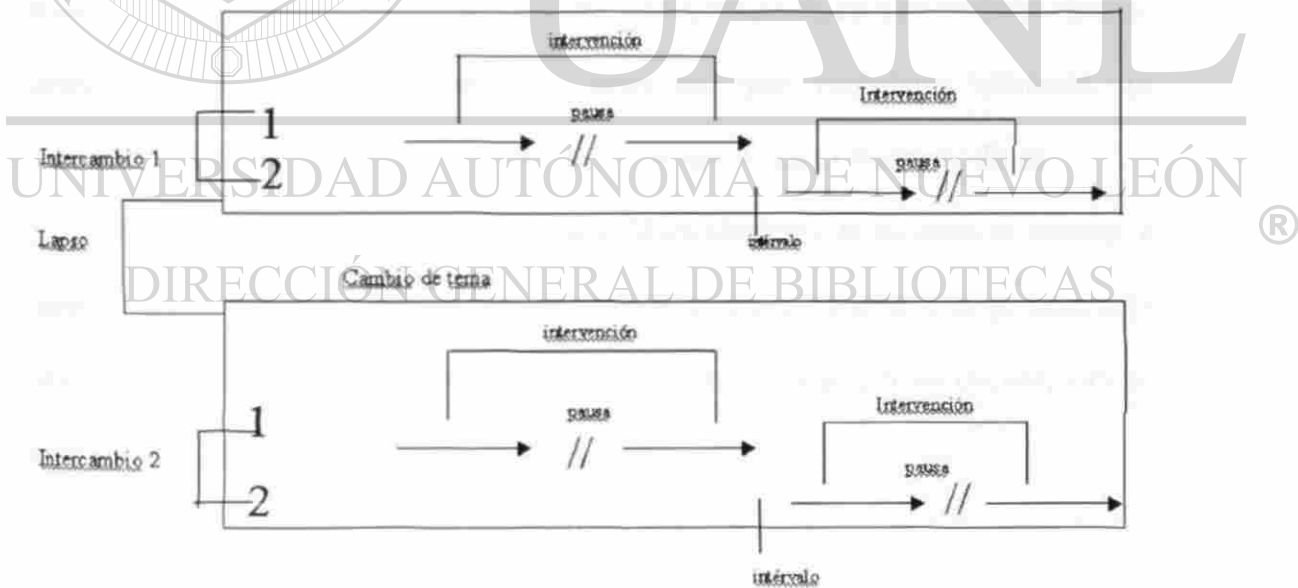 UANL
intervención
Intervención
pausa
1
//
Intercambio 1
pausa
2
//
UNIVERSIDAD AUTÓNOMA DE NUEVO LEÓN
®
Lapso
intérvalo
Cambio de tema
DIRECCIÓN GENERAL DE BIBLIOTECAS
intervención
Intervención
1
pausa
//
Intercambio 2
pausa
2
//
intérvalo